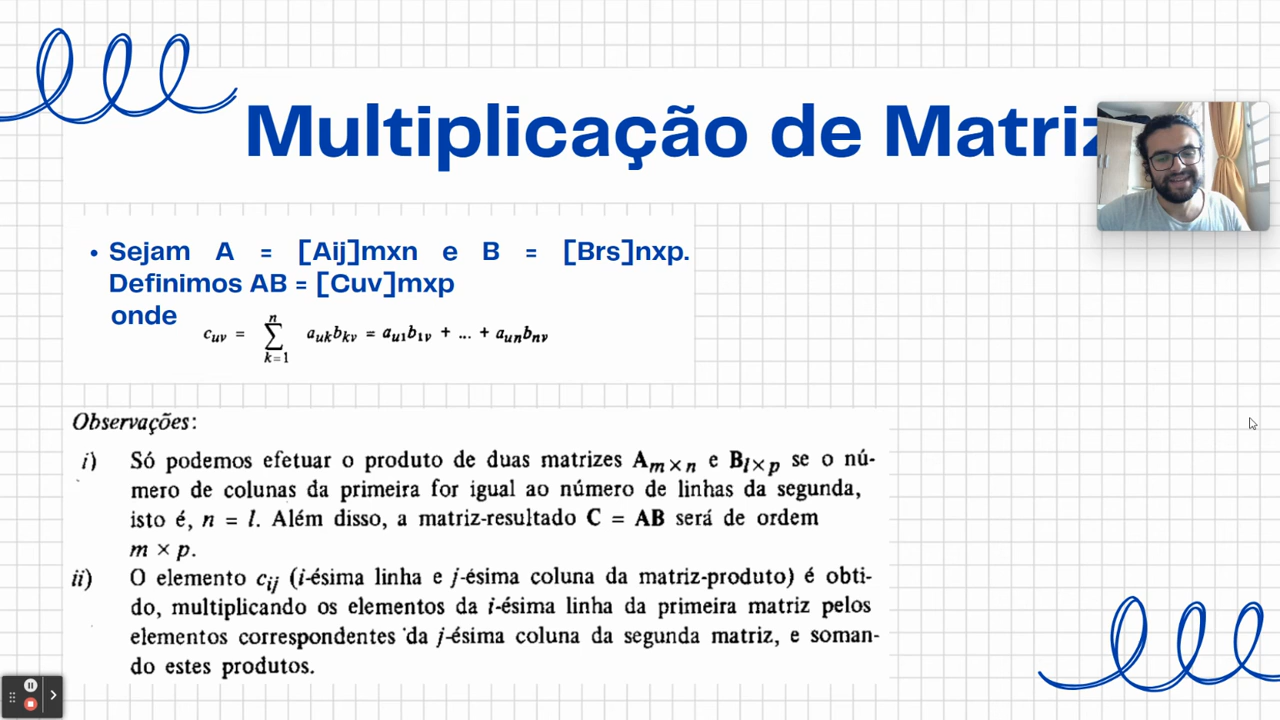 Multiplicação de Matriz
• Sejam A = [Aij]mxn e B = [Brs]nxp.
Definimos AB = [Cuv]mxp
onde
n
c_uv = ∑ a_uk b_kv = a_u1 b_1v + ... + a_un b_nv
k=1
Observações:
i) Só podemos efetuar o produto de duas matrizes A_m×n e B_l×p se o nú-
mero de colunas da primeira for igual ao número de linhas da segunda,
isto é, n = l. Além disso, a matriz-resultado C = AB será de ordem
m × p.
ii) O elemento c_ij (i-ésima linha e j-ésima coluna da matriz-produto) é obti-
do, multiplicando os elementos da i-ésima linha da primeira matriz pelos
elementos correspondentes da j-ésima coluna da segunda matriz, e soman-
do estes produtos.